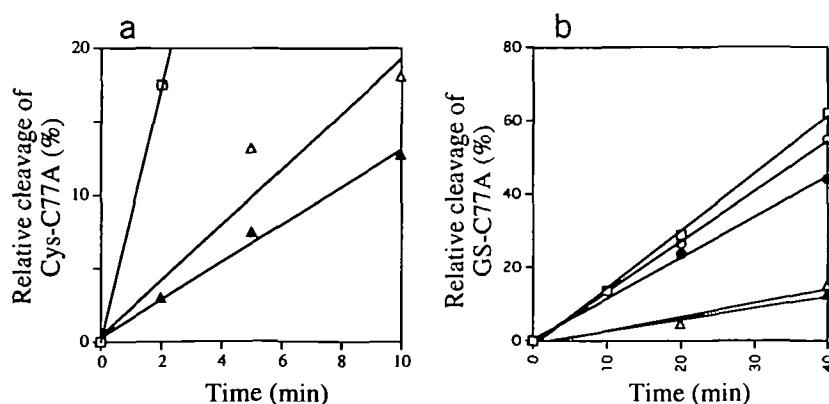 a
Relative cleavage of
Cys-C77A (%)
20
10
0
0
2
4
6
8
10
Time (min)
b
Relative cleavage of
GS-C77A (%)
80
60
40
20
0
0
10
20
30
40
Time (min)